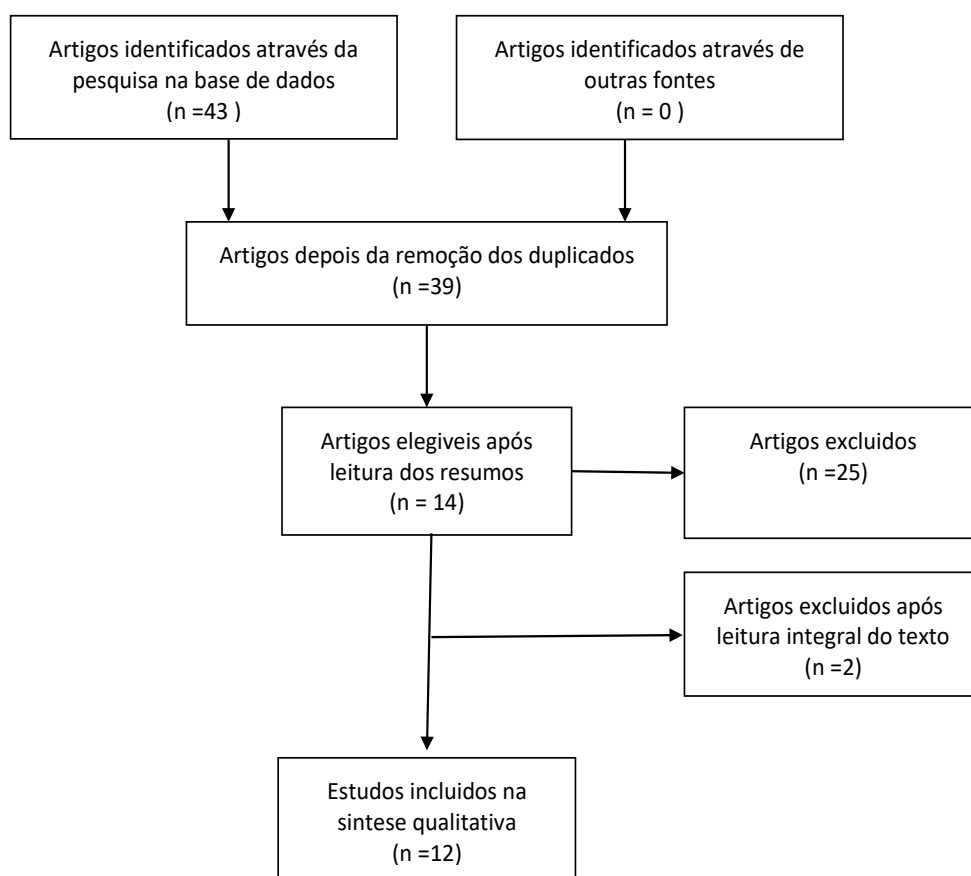 Artigos identificados através da
pesquisa na base de dados
(n =43 )
Artigos identificados através de
outras fontes
(n = 0 )
Artigos depois da remoção dos duplicados
(n =39)
Artigos elegiveis após
leitura dos resumos
(n = 14)
Artigos excluidos
(n =25)
Artigos excluidos após
leitura integral do texto
(n =2)
Estudos incluidos na
sintese qualitativa
(n =12)